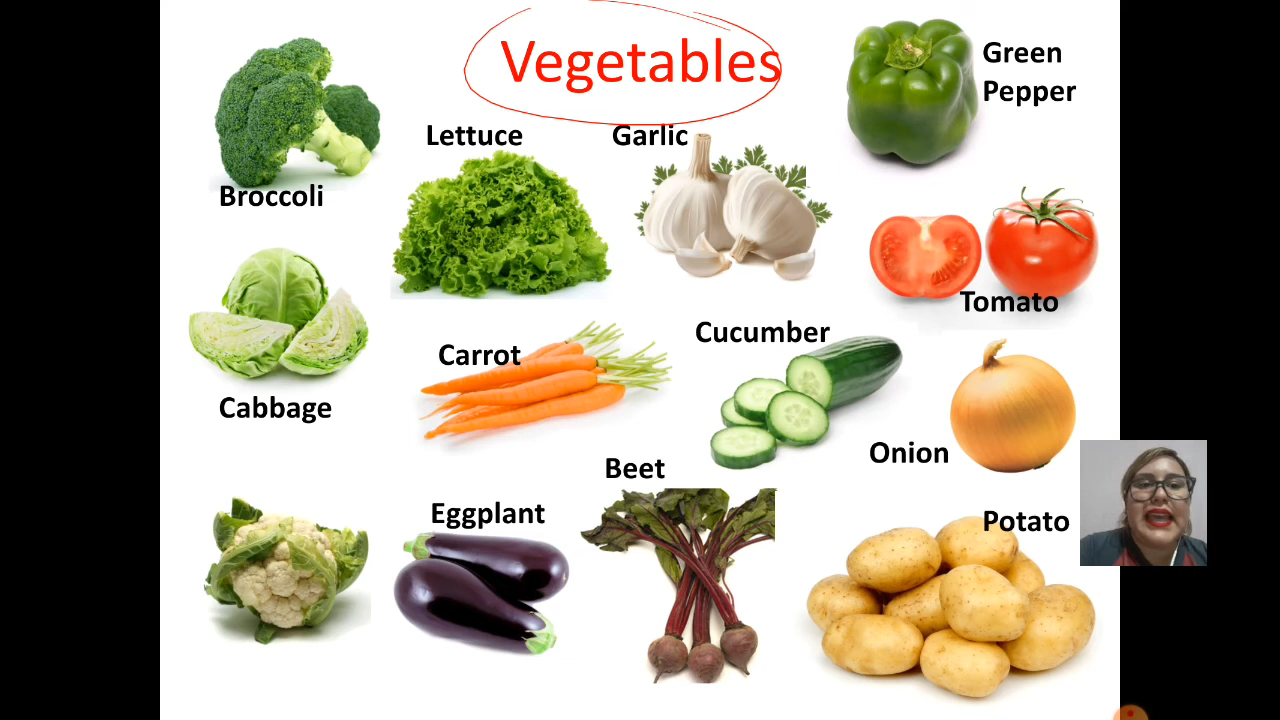 Vegetables
Green
Pepper
Lettuce
Garlic
Broccoli
Tomato
Cucumber
Carrot
Cabbage
Onion
Beet
Eggplant
Potato